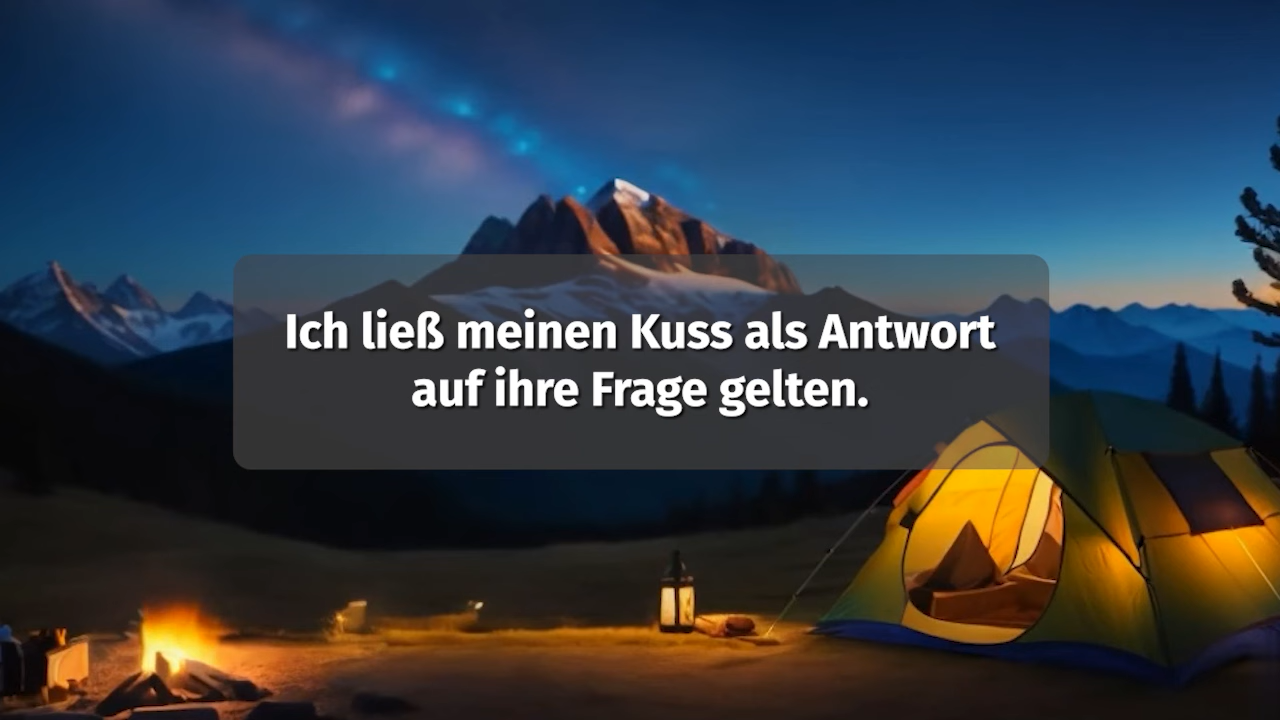 Ich ließ meinen Kuss als Antwort
auf ihre Frage gelten.